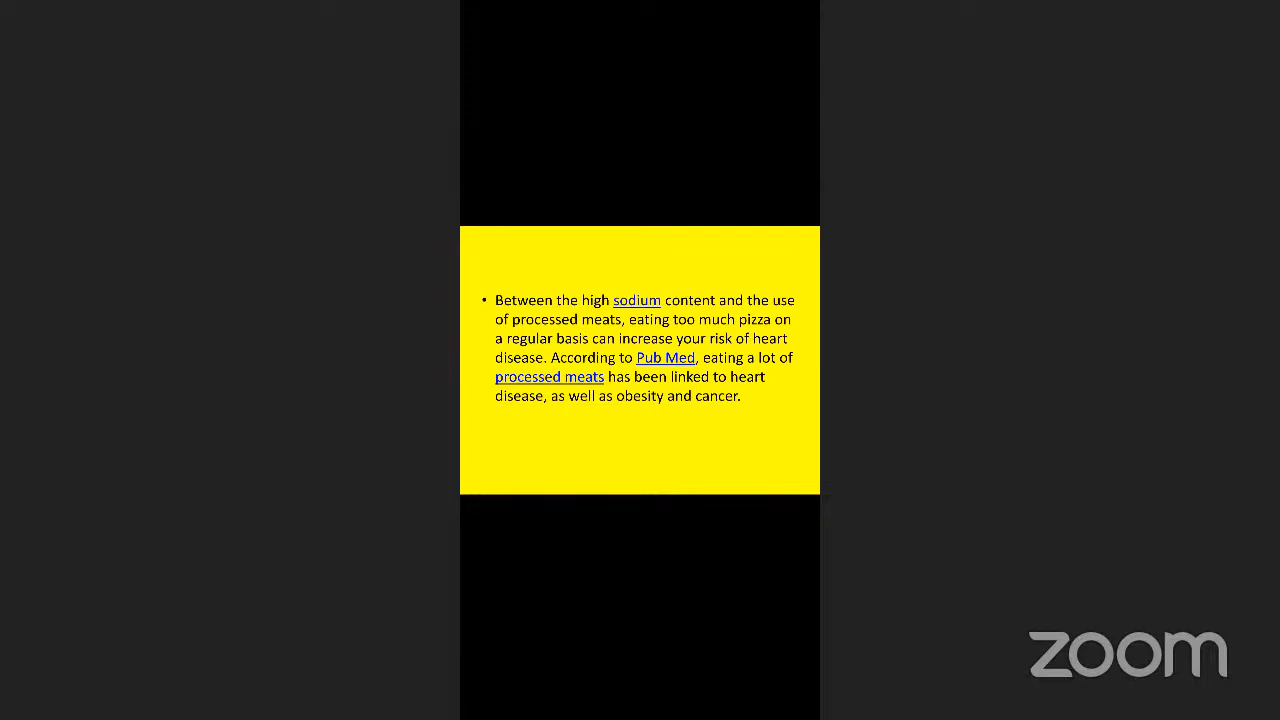 • Between the high sodium content and the use
of processed meats, eating too much pizza on
a regular basis can increase your risk of heart
disease. According to Pub Med, eating a lot of
processed meats has been linked to heart
disease, as well as obesity and cancer.
zoom